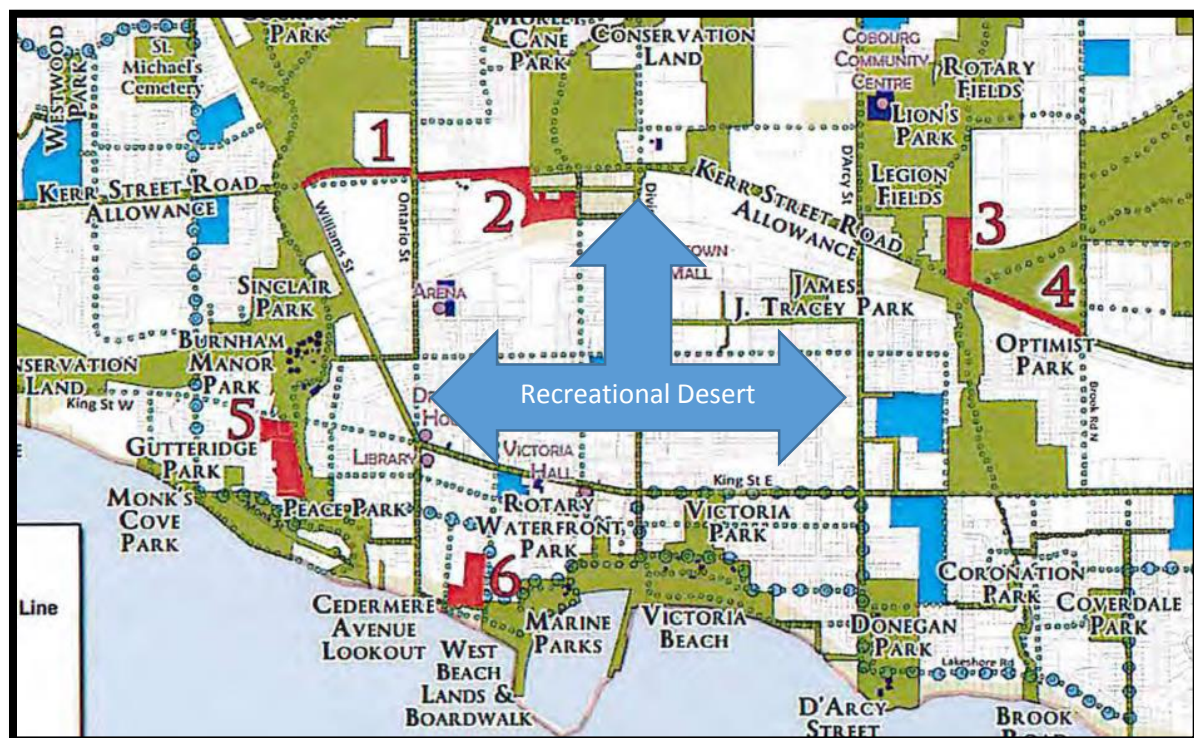 PARK
MORLEY
CANE
PARK
CONSERVATION
LAND
COBOURG
COMMUNITY
CENTRE
ROTARY
FIELDS
ST.
MICHAEL'S
CEMETERY
WESTWOOD
PARK
LION'S
PARK
1
KERR STREET ROAD
ALLOWANCE
2
KERR STREET ROAD
ALLOWANCE
D'Arcy St
LEGION
FIELDS
3
Williams St
Ontario St
MALL
SINCLAIR
PARK
ARENA
JAMES
J. TRACEY PARK
4
OPTIMIST
PARK
BURNHAM
MANOR
PARK
LAND
King St W
Recreational Desert
Brook Rd N
5
GUTTERIDGE
PARK
LIBRARY
VICTORIA
HALL
King St E
MONK'S
COVE
PARK
Monk St
PEACE PARK
ROTARY
WATERFRONT
PARK
VICTORIA
PARK
6
CORONATION
PARK
COVERDALE
PARK
Line
CEDERMERE
AVENUE
LOOKOUT
WEST
BEACH
LANDS &
BOARDWALK
MARINE
PARKS
VICTORIA
BEACH
DONEGAN
PARK
Lakeshore Rd
D'ARCY
STREET
BROOK
ROAD